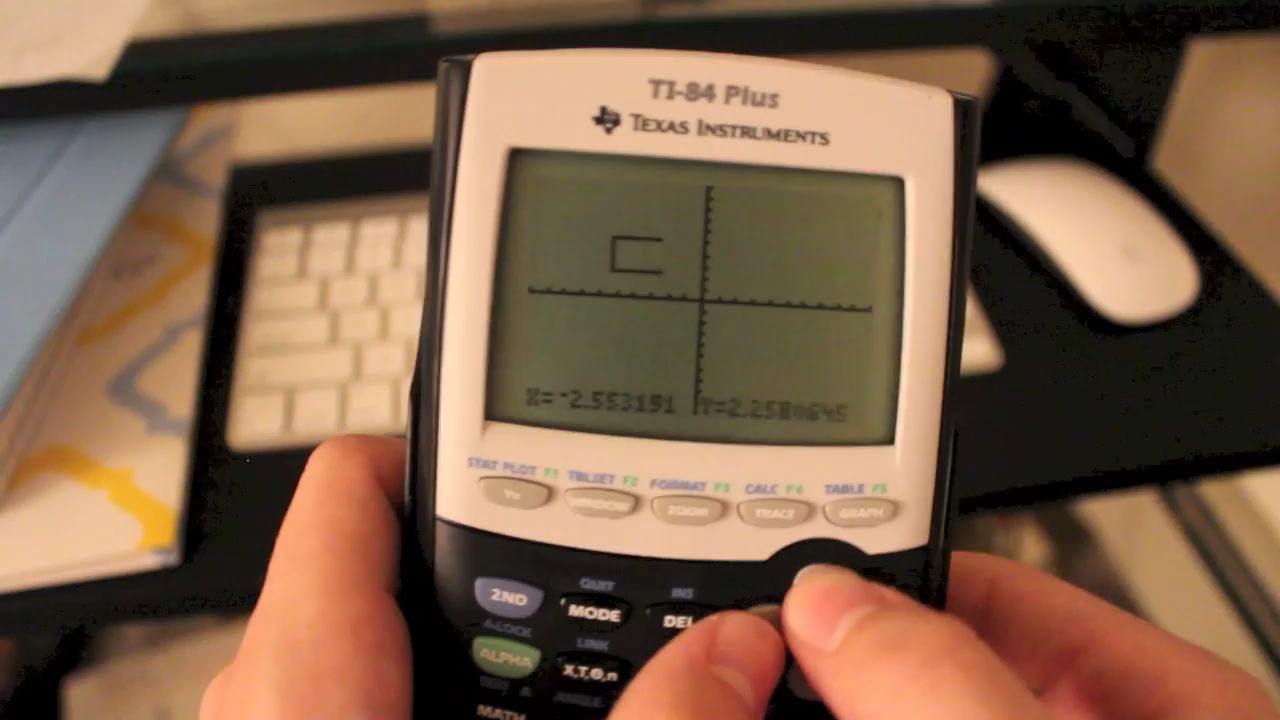 TI-84 Plus
TEXAS INSTRUMENTS
X=-2.553191 Y=2.2580645
STAT PLOT F1 TBLSET F2 FORMAT F3 CALC F4 TABLE F5
Y= WINDOW ZOOM TRACE GRAPH
QUIT INS
2ND MODE DEL
A-LOCK LINK
ALPHA X,T,Θ,n
MATH